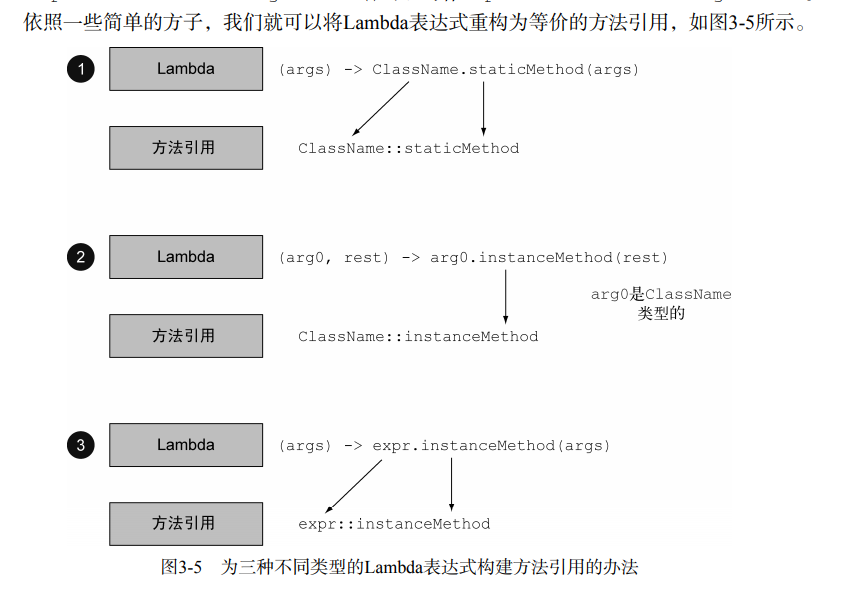 依照一些简单的方子，我们就可以将Lambda表达式重构为等价的方法引用，如图3-5所示。
1 Lambda (args) -> ClassName.staticMethod(args)
方法引用 ClassName::staticMethod
2 Lambda (arg0, rest) -> arg0.instanceMethod(rest)
arg0是ClassName
类型的
方法引用 ClassName::instanceMethod
3 Lambda (args) -> expr.instanceMethod(args)
方法引用 expr::instanceMethod
图3-5 为三种不同类型的Lambda表达式构建方法引用的办法